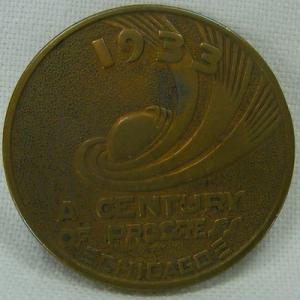 1933
A CENTURY
OF PROGRESS
CHICAGO